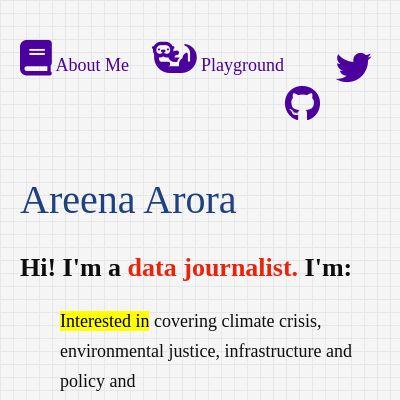 About Me Playground
Areena Arora
Hi! I'm a data journalist. I'm:
Interested in covering climate crisis,
environmental justice, infrastructure and
policy and